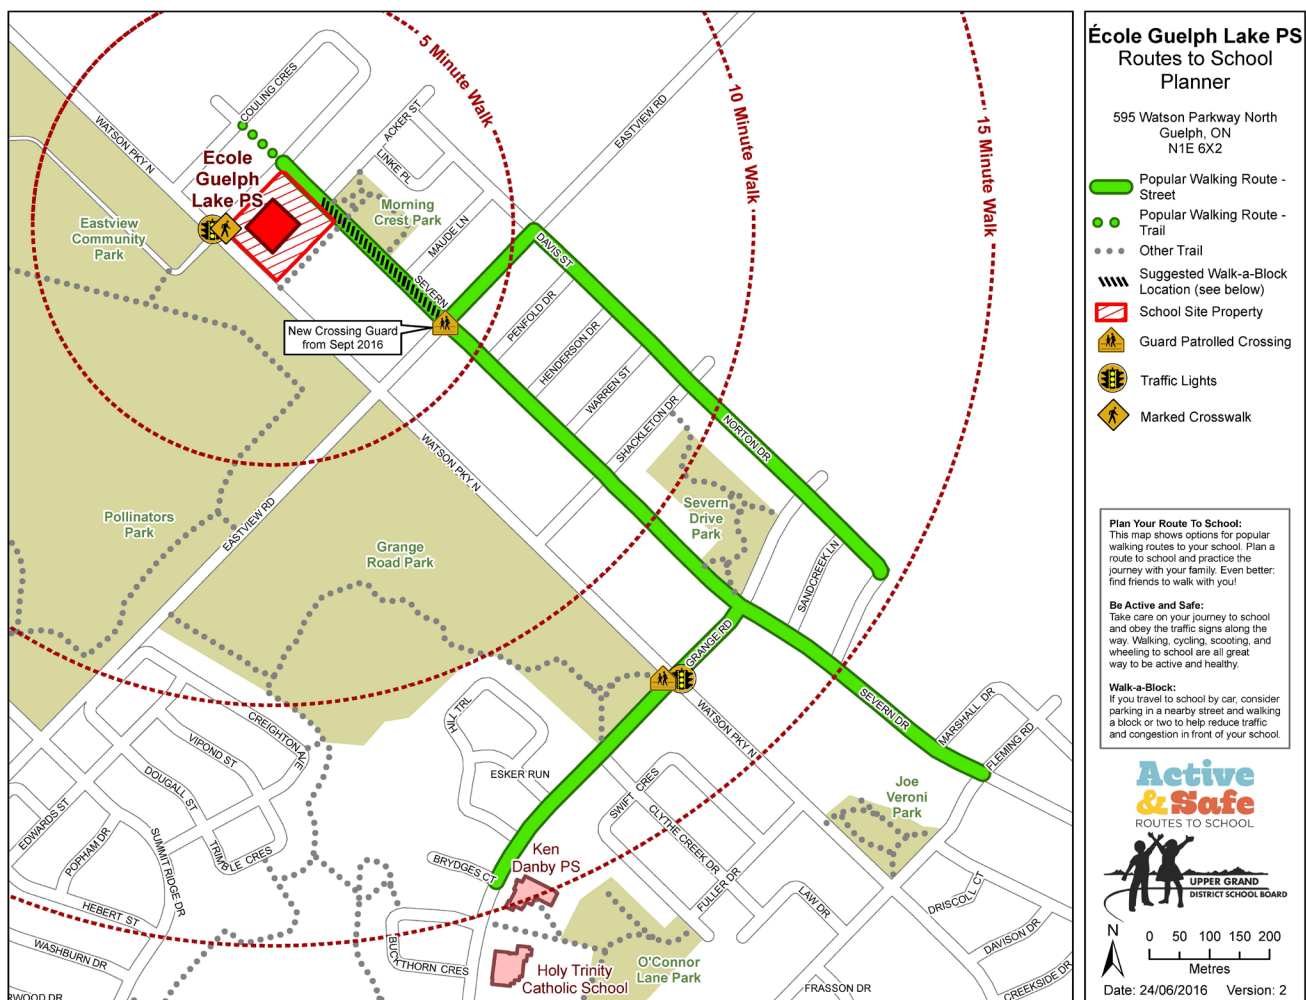 École Guelph Lake PS
Routes to School
Planner
595 Watson Parkway North
Guelph, ON
N1E 6X2
Popular Walking Route -
Street
Popular Walking Route -
Trail
Other Trail
Suggested Walk-a-Block
Location (see below)
School Site Property
Guard Patrolled Crossing
Traffic Lights
Marked Crosswalk
Plan Your Route To School:
This map shows options for popular
walking routes to your school. Plan a
route to school and practice the
journey with your family. Even better:
find friends to walk with you!
Be Active and Safe:
Take care on your journey to school
and obey the traffic signs along the
way. Walking, cycling, scooting, and
wheeling to school are all great
way to be active and healthy.
Walk-a-Block:
If you travel to school by car, consider
parking in a nearby street and walking
a block or two to help reduce traffic
and congestion in front of your school.
Active
& Safe
ROUTES TO SCHOOL
UPPER GRAND
DISTRICT SCHOOL BOARD
N
0 50 100 150 200
Metres
Date: 24/06/2016 Version: 2
5 Minute Walk
10 Minute Walk
15 Minute Walk
COULING CRES
WATSON PKY N
ACKER ST
LINKE PL
EASTVIEW RD
Ecole
Guelph
Lake PS
Morning
Crest Park
Eastview
Community
Park
MAUDE LN
DAVIS ST
SEVERN
New Crossing Guard
from Sept 2016
PENFOLD DR
HENDERSON DR
WARREN ST
SHACKLETON DR
NORTON DR
WATSON PKY N
Severn
Drive
Park
Pollinators
Park
EASTVIEW RD
Grange
Road Park
SANDCREEK LN
GRANGE RD
SEVERN DR
MARSHALL DR
FLEMING RD
WATSON PKY N
HILL TRL
ESKER RUN
CREIGHTON AVE
VIPOND ST
DOUGALL ST
TRIMBLE CRES
EDWARDS ST
POPHAM DR
SUMMIT RIDGE DR
HEBERT ST
WASHBURN DR
RWOOD DR
SWIFT CRES
CLYTHE CREEK DR
FULLER DR
LAW DR
Joe
Veroni
Park
BRYDGES CT
Ken
Danby PS
BUCKTHORN CRES
Holy Trinity
Catholic School
O'Connor
Lane Park
DRISCOLL CT
DAVISON DR
CREEKSIDE DR
FRASSON DR